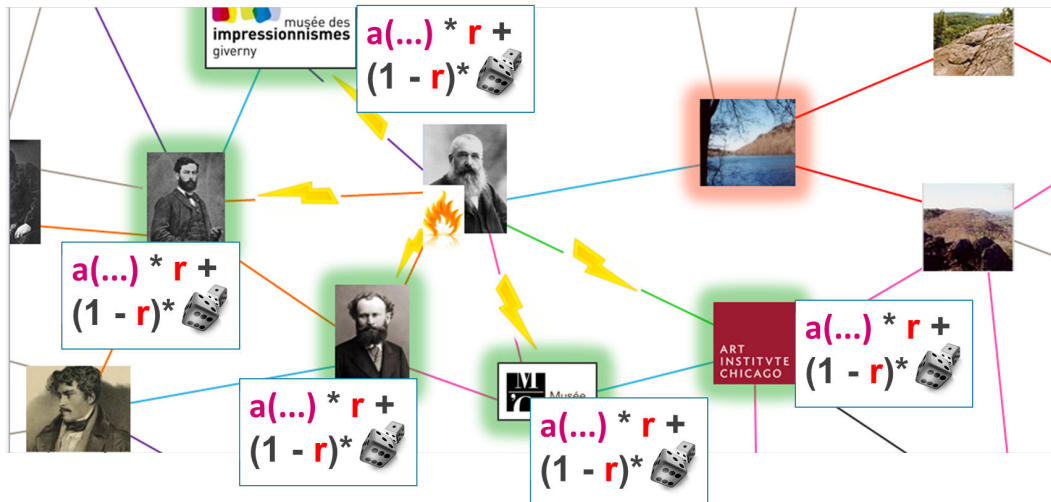 musée des
impressionnismes
giverny
a(...) * r +
(1 - r)*
a(...) * r +
(1 - r)*
a(...) * r +
(1 - r)*
M
'O
Musée
a(...) * r +
(1 - r)*
ART
INSTITVTE
CHICAGO
a(...) * r +
(1 - r)*